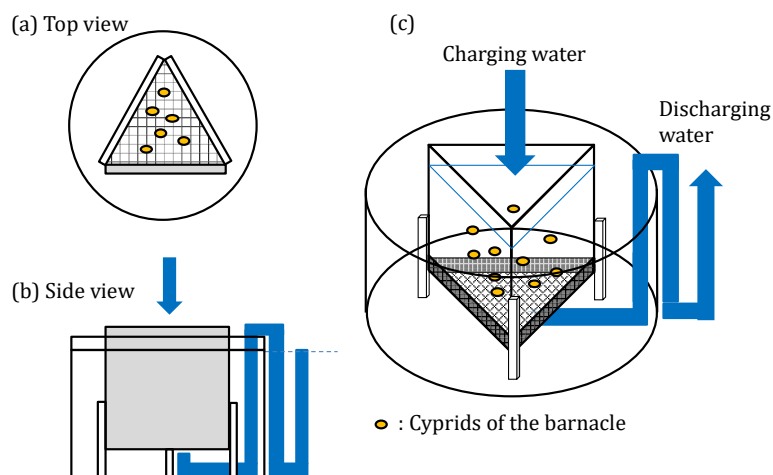 (a) Top view
(c)
Charging water
Discharging
water
(b) Side view
: Cyprids of the barnacle